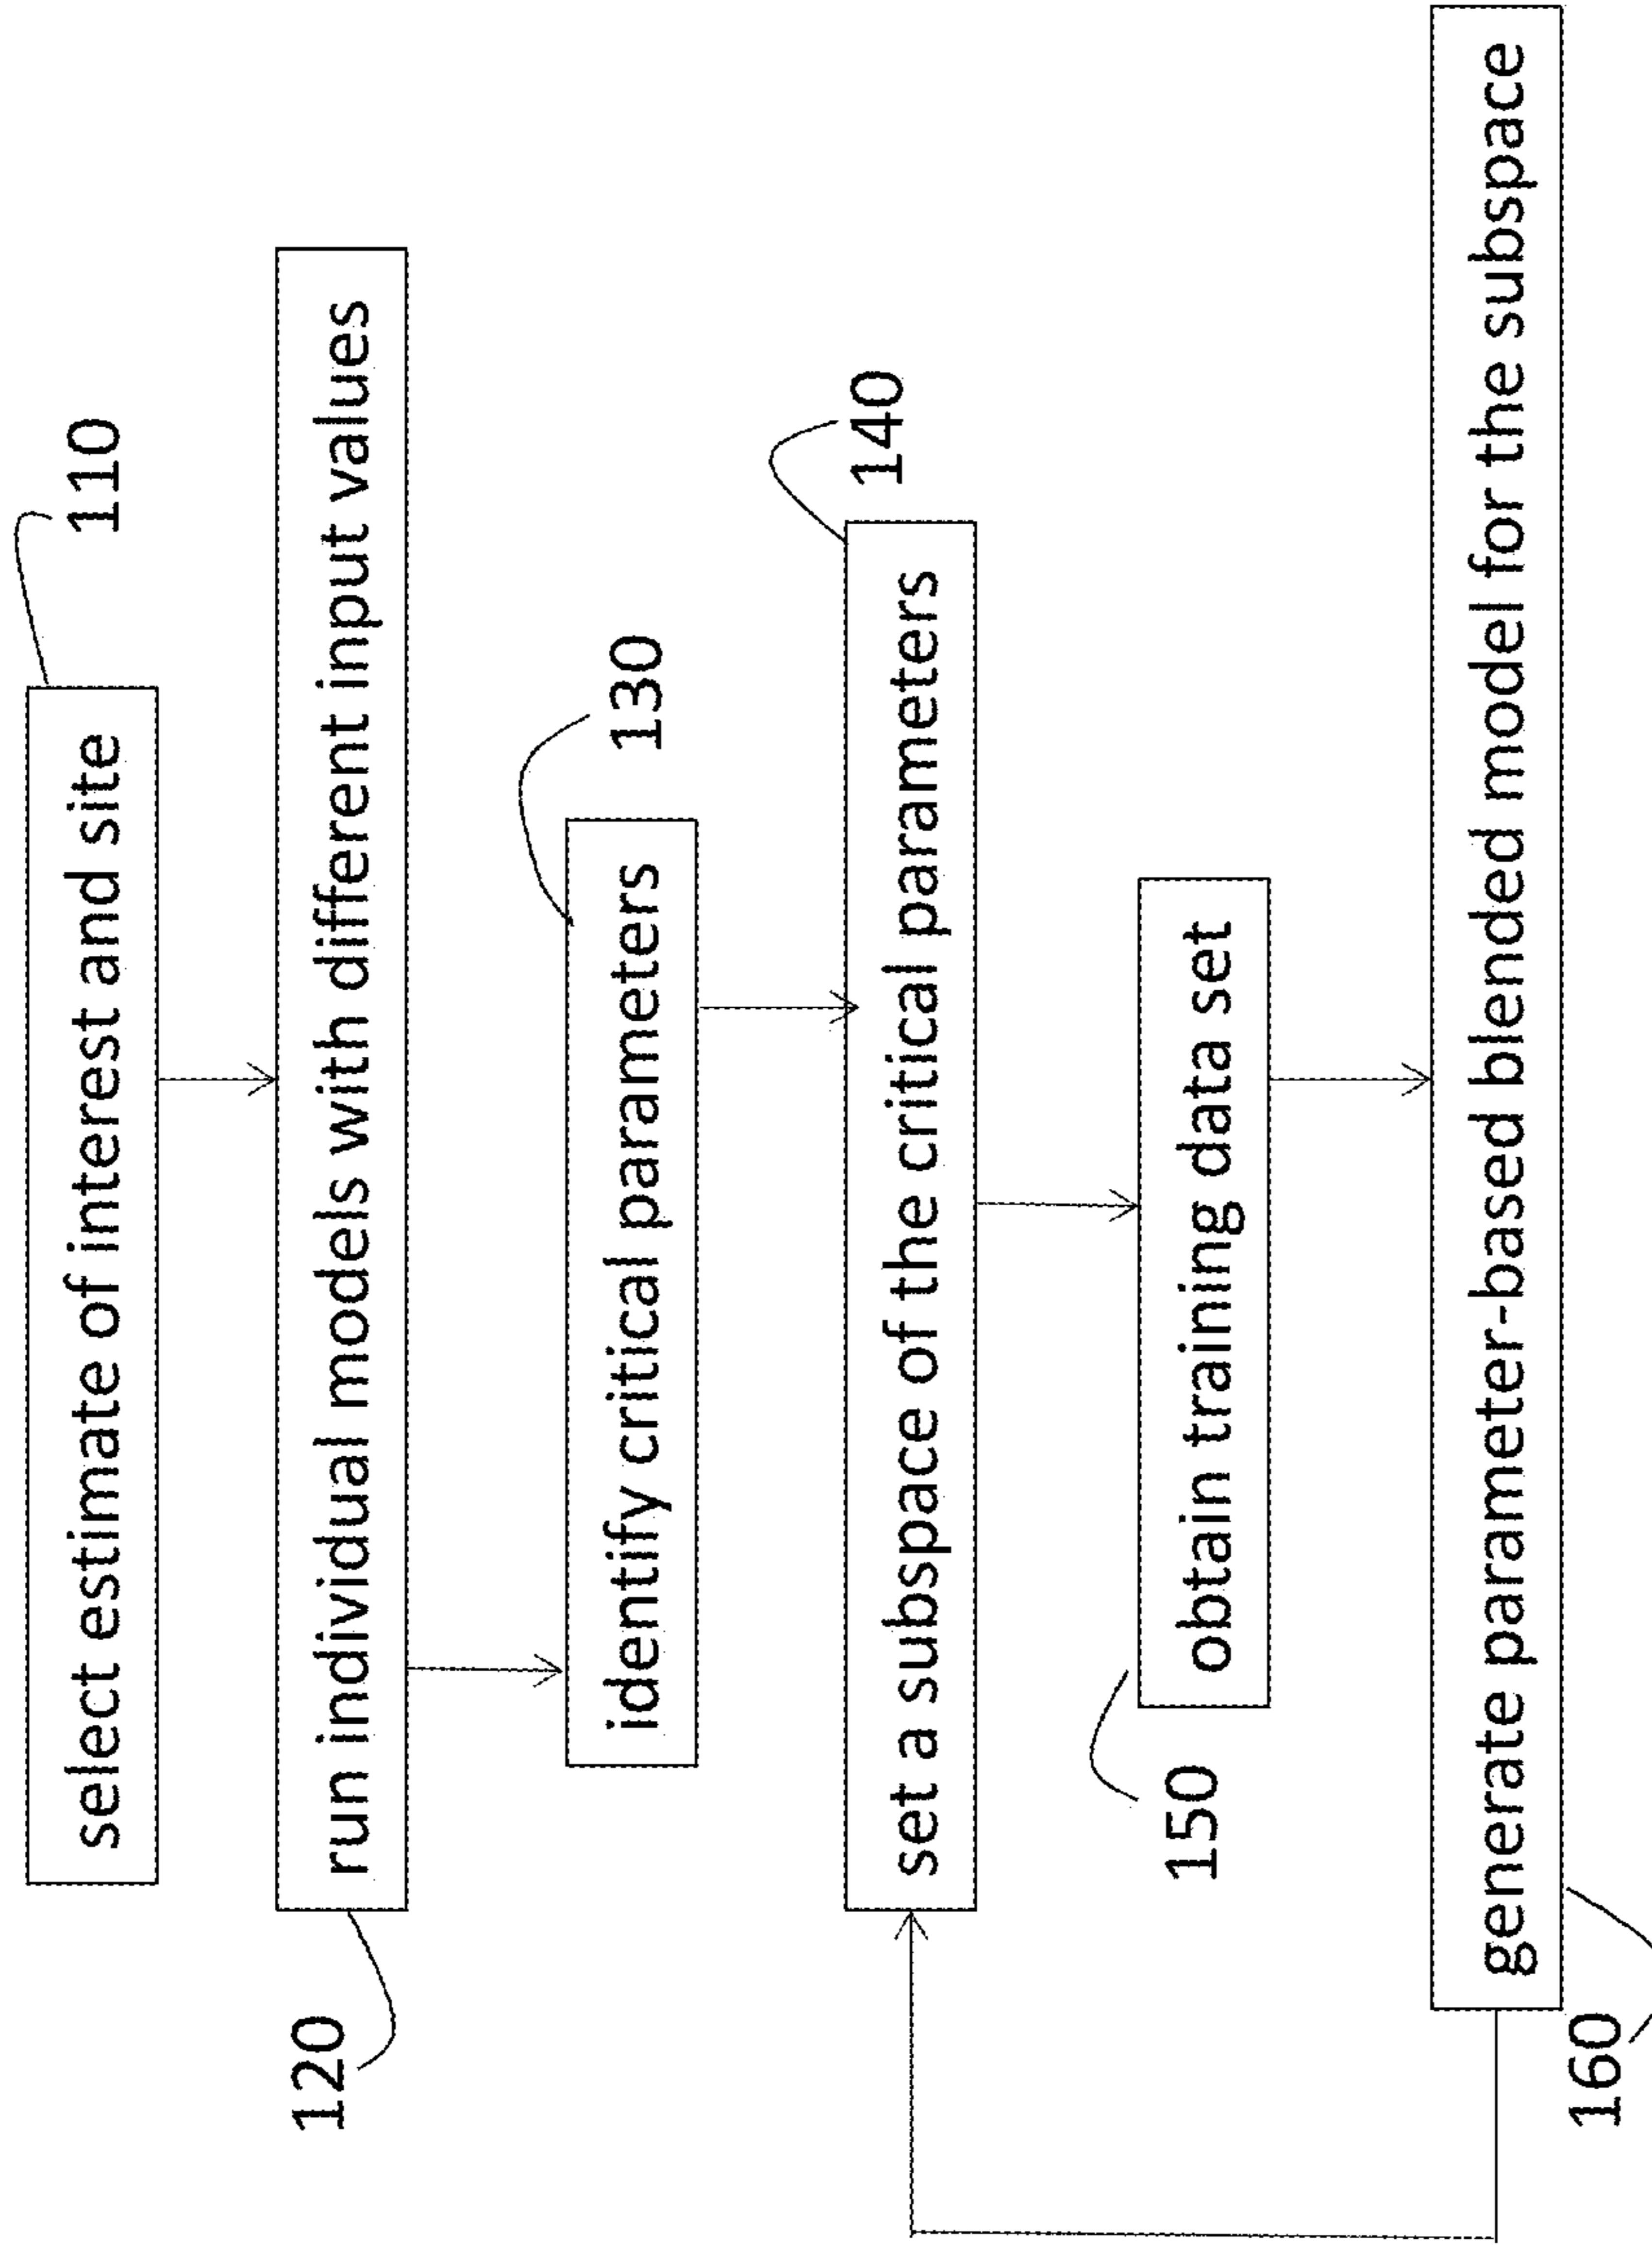 select estimate of interest and site
110
run individual models with different input values
120
identify critical parameters
130
set a subspace of the critical parameters
140
obtain training data set
150
generate parameter-based blended model for the subspace
160